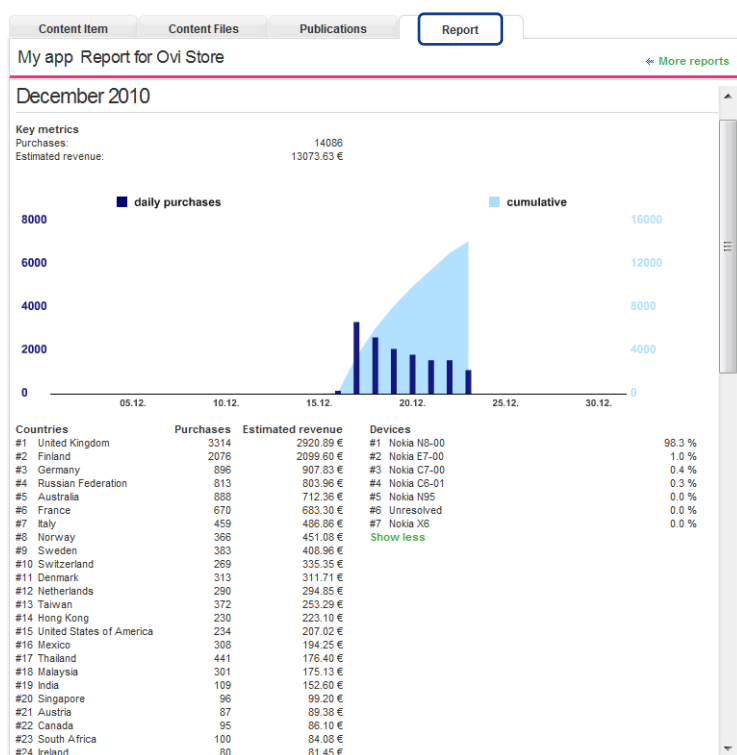 Content Item Content Files Publications Report
My app Report for Ovi Store
More reports
December 2010
Key metrics
Purchases: 14086
Estimated revenue: 13073.63 €
daily purchases cumulative
8000 16000
6000 12000
4000 8000
2000 4000
0 0
05.12. 10.12. 15.12. 20.12. 25.12. 30.12.
Countries Purchases Estimated revenue Devices
#1 United Kingdom 3314 2920.89 € #1 Nokia N8-00 98.3 %
#2 Finland 2076 2099.60 € #2 Nokia E7-00 1.0 %
#3 Germany 896 907.83 € #3 Nokia C7-00 0.4 %
#4 Russian Federation 813 803.96 € #4 Nokia C6-01 0.3 %
#5 Australia 888 712.36 € #5 Nokia N95 0.0 %
#6 France 670 683.30 € #6 Unresolved 0.0 %
#7 Italy 459 486.86 € #7 Nokia X6 0.0 %
#8 Norway 366 451.08 € Show less
#9 Sweden 383 408.96 €
#10 Switzerland 269 335.35 €
#11 Denmark 313 311.71 €
#12 Netherlands 290 294.85 €
#13 Taiwan 372 253.29 €
#14 Hong Kong 230 223.10 €
#15 United States of America 234 207.02 €
#16 Mexico 308 194.25 €
#17 Thailand 441 176.40 €
#18 Malaysia 301 175.13 €
#19 India 109 152.60 €
#20 Singapore 96 99.20 €
#21 Austria 87 89.38 €
#22 Canada 95 86.10 €
#23 South Africa 100 84.08 €
#24 Ireland 80 81.45 €